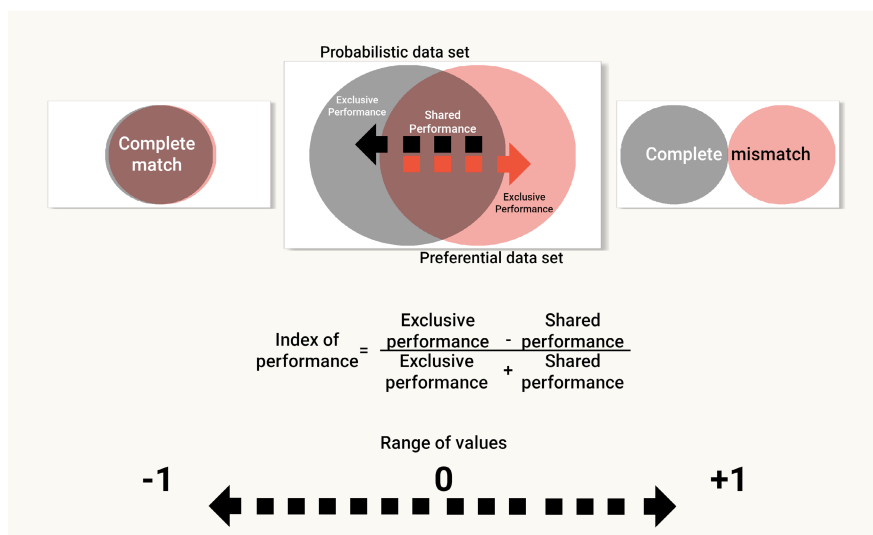 Probabilistic data set
Exclusive
Performance
Shared
Performance
Complete
match
Complete mismatch
Exclusive
Performance
Preferential data set
Index of
performance
=
Exclusive
performance
-
Shared
performance
Exclusive
performance
+
Shared
performance
Range of values
-1
0
+1